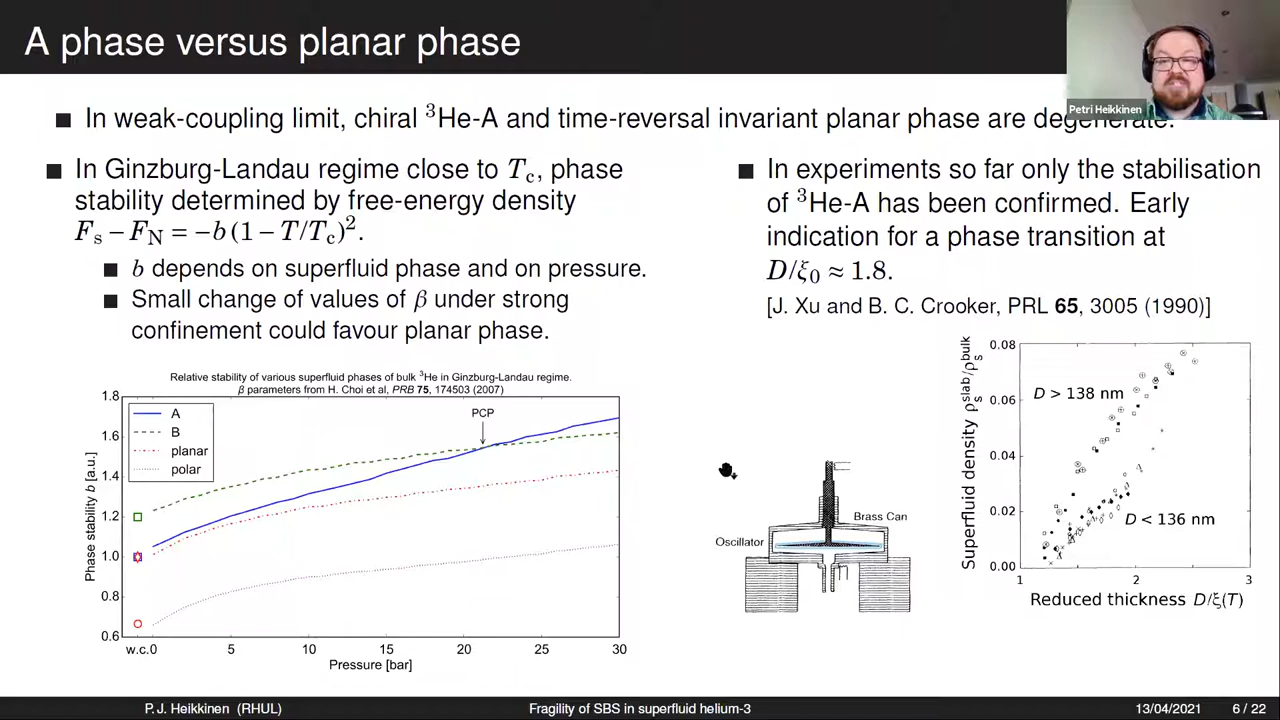 A phase versus planar phase
Petri Heikkinen
In weak-coupling limit, chiral ³He-A and time-reversal invariant planar phase are degenerate.
In Ginzburg-Landau regime close to T_c, phase
stability determined by free-energy density
F_s − F_N = −b (1 − T/T_c)².
b depends on superfluid phase and on pressure.
Small change of values of β under strong
confinement could favour planar phase.
In experiments so far only the stabilisation
of ³He-A has been confirmed. Early
indication for a phase transition at
D/ξ₀ ≈ 1.8.
[J. Xu and B. C. Crooker, PRL 65, 3005 (1990)]
Relative stability of various superfluid phases of bulk ³He in Ginzburg-Landau regime.
β parameters from H. Choi et al, PRB 75, 174503 (2007)
1.8
1.6
1.4
1.2
1.0
0.8
0.6
Phase stability b [a.u.]
A
B
planar
polar
PCP
w.c.0
5
10
15
20
25
30
Pressure [bar]
Brass Can
Oscillator
0.08
0.06
0.04
0.02
0.00
Superfluid density ρ_s^slab/ρ_s^bulk
D > 138 nm
D < 136 nm
1
2
3
Reduced thickness D/ξ(T)
P. J. Heikkinen (RHUL)
Fragility of SBS in superfluid helium-3
13/04/2021
6 / 22